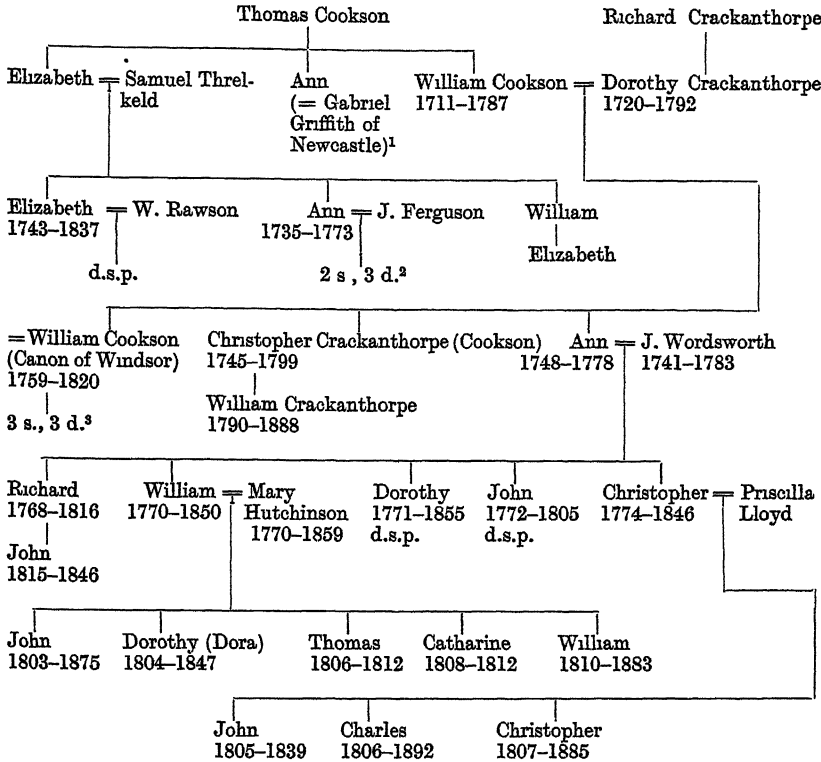 Thomas Cookson Richard Crackanthorpe
Elizabeth = Samuel Threl-
keld
Ann
(= Gabriel
Griffith of
Newcastle)¹
William Cookson = Dorothy Crackanthorpe
1711–1787 1720–1792
Elizabeth = W. Rawson
1743–1837
d.s.p.
Ann = J. Ferguson
1735–1773
2 s, 3 d.²
William
Elizabeth
=William Cookson
(Canon of Windsor)
1759–1820
3 s., 3 d.³
Christopher Crackanthorpe (Cookson)
1745–1799
William Crackanthorpe
1790–1888
Ann = J. Wordsworth
1748–1778 1741–1783
Richard
1768–1816
John
1815–1846
William = Mary
Hutchinson
1770–1850 1770–1859
Dorothy
1771–1855
d.s.p.
John
1772–1805
d.s.p.
Christopher = Priscilla
Lloyd
1774–1846
John
1803–1875
Dorothy (Dora)
1804–1847
Thomas
1806–1812
Catharine
1808–1812
William
1810–1883
John
1805–1839
Charles
1806–1892
Christopher
1807–1885